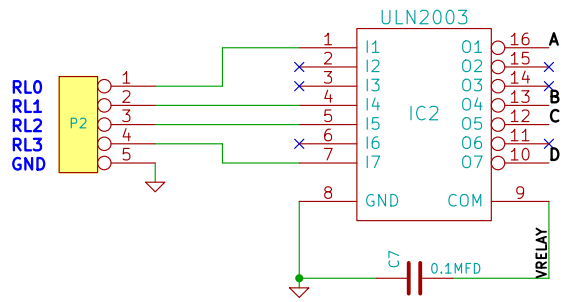 ULN2003
1 I1 O1 16 A
2 I2 O2 15
3 I3 O3 14
4 I4 O4 13 B
5 I5 O5 12 C
6 I6 O6 11
7 I7 O7 10 D
8 GND COM 9
IC2
RL0 1
RL1 2
RL2 3
RL3 4
GND 5
P2
VRELAY
C7
0.1MFD